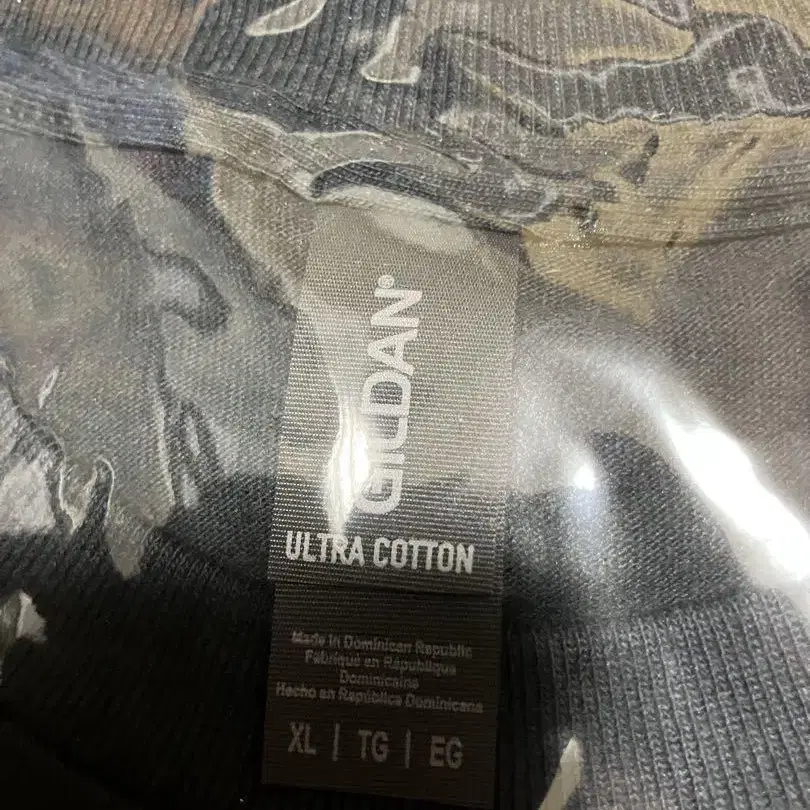 GILDAN®
ULTRA COTTON
Made in Dominican Republic
Fabriqué en République
Dominicaine
Hecho en República Dominicana
XL | TG | EG